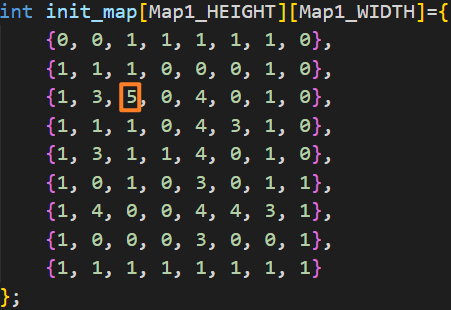 int init_map[Map1_HEIGHT][Map1_WIDTH]={
{0, 0, 1, 1, 1, 1, 1, 0},
{1, 1, 1, 0, 0, 0, 1, 0},
{1, 3, 5, 0, 4, 0, 1, 0},
{1, 1, 1, 0, 4, 3, 1, 0},
{1, 3, 1, 1, 4, 0, 1, 0},
{1, 0, 1, 0, 3, 0, 1, 1},
{1, 4, 0, 0, 4, 4, 3, 1},
{1, 0, 0, 0, 3, 0, 0, 1},
{1, 1, 1, 1, 1, 1, 1, 1}
};